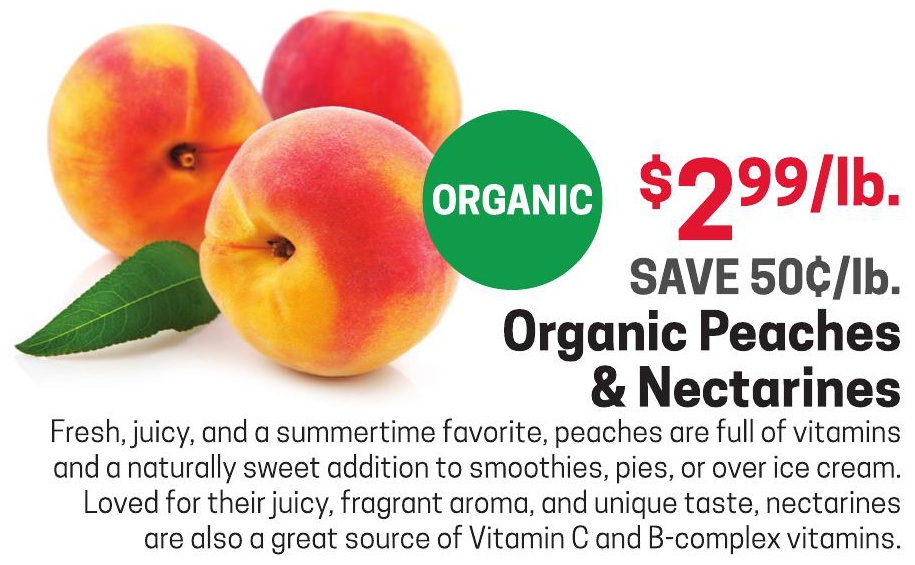 ORGANIC
$2.99/lb.
SAVE 50¢/lb.
Organic Peaches
& Nectarines
Fresh, juicy, and a summertime favorite, peaches are full of vitamins
and a naturally sweet addition to smoothies, pies, or over ice cream.
Loved for their juicy, fragrant aroma, and unique taste, nectarines
are also a great source of Vitamin C and B-complex vitamins.